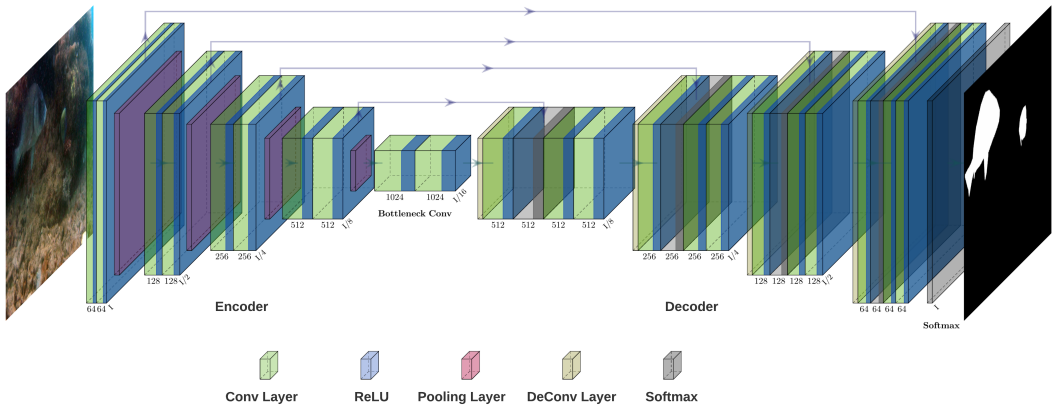 64 64 1
128 128 1/2
256 256 1/4
512 512 1/8
1024 1024 1/16
Bottleneck Conv
512 512 512 512 1/8
256 256 256 256 1/4
128 128 128 128 1/2
64 64 64 64
1
Softmax
Encoder
Decoder
Conv Layer
ReLU
Pooling Layer
DeConv Layer
Softmax